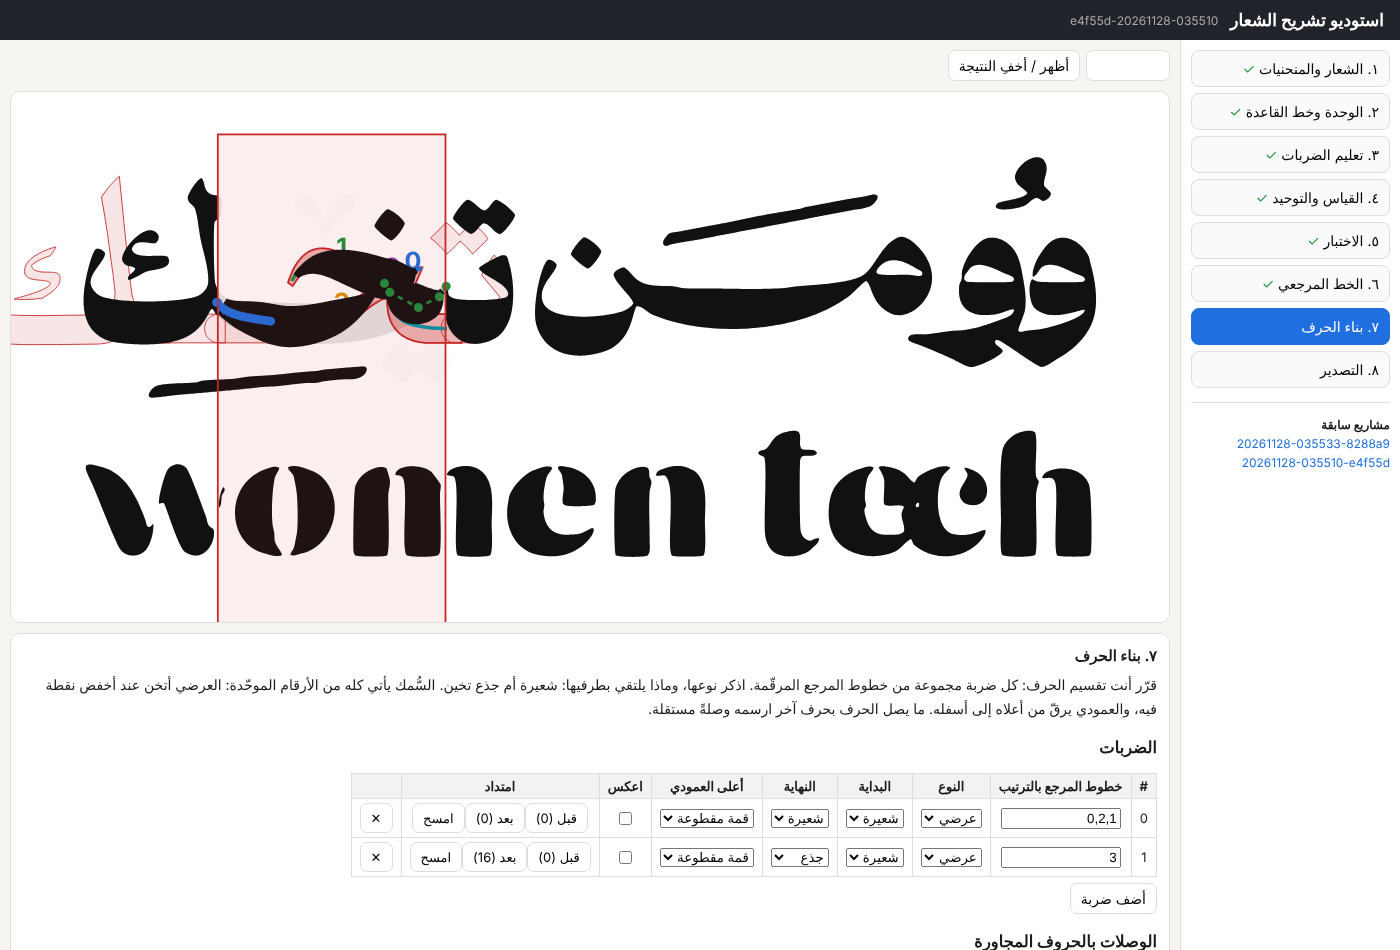 استوديو تشريح الشعار
20261128-035510-e4f55d
١. الشعار والمنحنيات ✓
٢. الوحدة وخط القاعدة ✓
٣. تعليم الضربات ✓
٤. القياس والتوحيد ✓
٥. الاختبار ✓
٦. الخط المرجعي ✓
٧. بناء الحرف
٨. التصدير
مشاريع سابقة
20261128-035533-8288a9
20261128-035510-e4f55d
أظهر / أخفِ النتيجة
1
0
women tech
٧. بناء الحرف
قرّر أنت تقسيم الحرف: كل ضربة مجموعة من خطوط المرجع المرقّمة. اذكر نوعها، وماذا يلتقي بطرفيها: شعيرة أم جذع تخين. السُّمك يأتي كله من الأرقام الموحّدة: العرضي أتخن عند أخفض نقطة
فيه، والعمودي يرقّ من أعلاه إلى أسفله. ما يصل الحرف بحرف آخر ارسمه وصلةً مستقلة.
الضربات
# خطوط المرجع بالترتيب النوع البداية النهاية أعلى العمودي اعكس امتداد
0 0,2,1 عرضي شعيرة شعيرة قمة مقطوعة قبل (0) بعد (0) امسح ×
1 3 عرضي شعيرة جذع قمة مقطوعة قبل (0) بعد (16) امسح ×
أضف ضربة
الوصلات بالحروف المجاورة